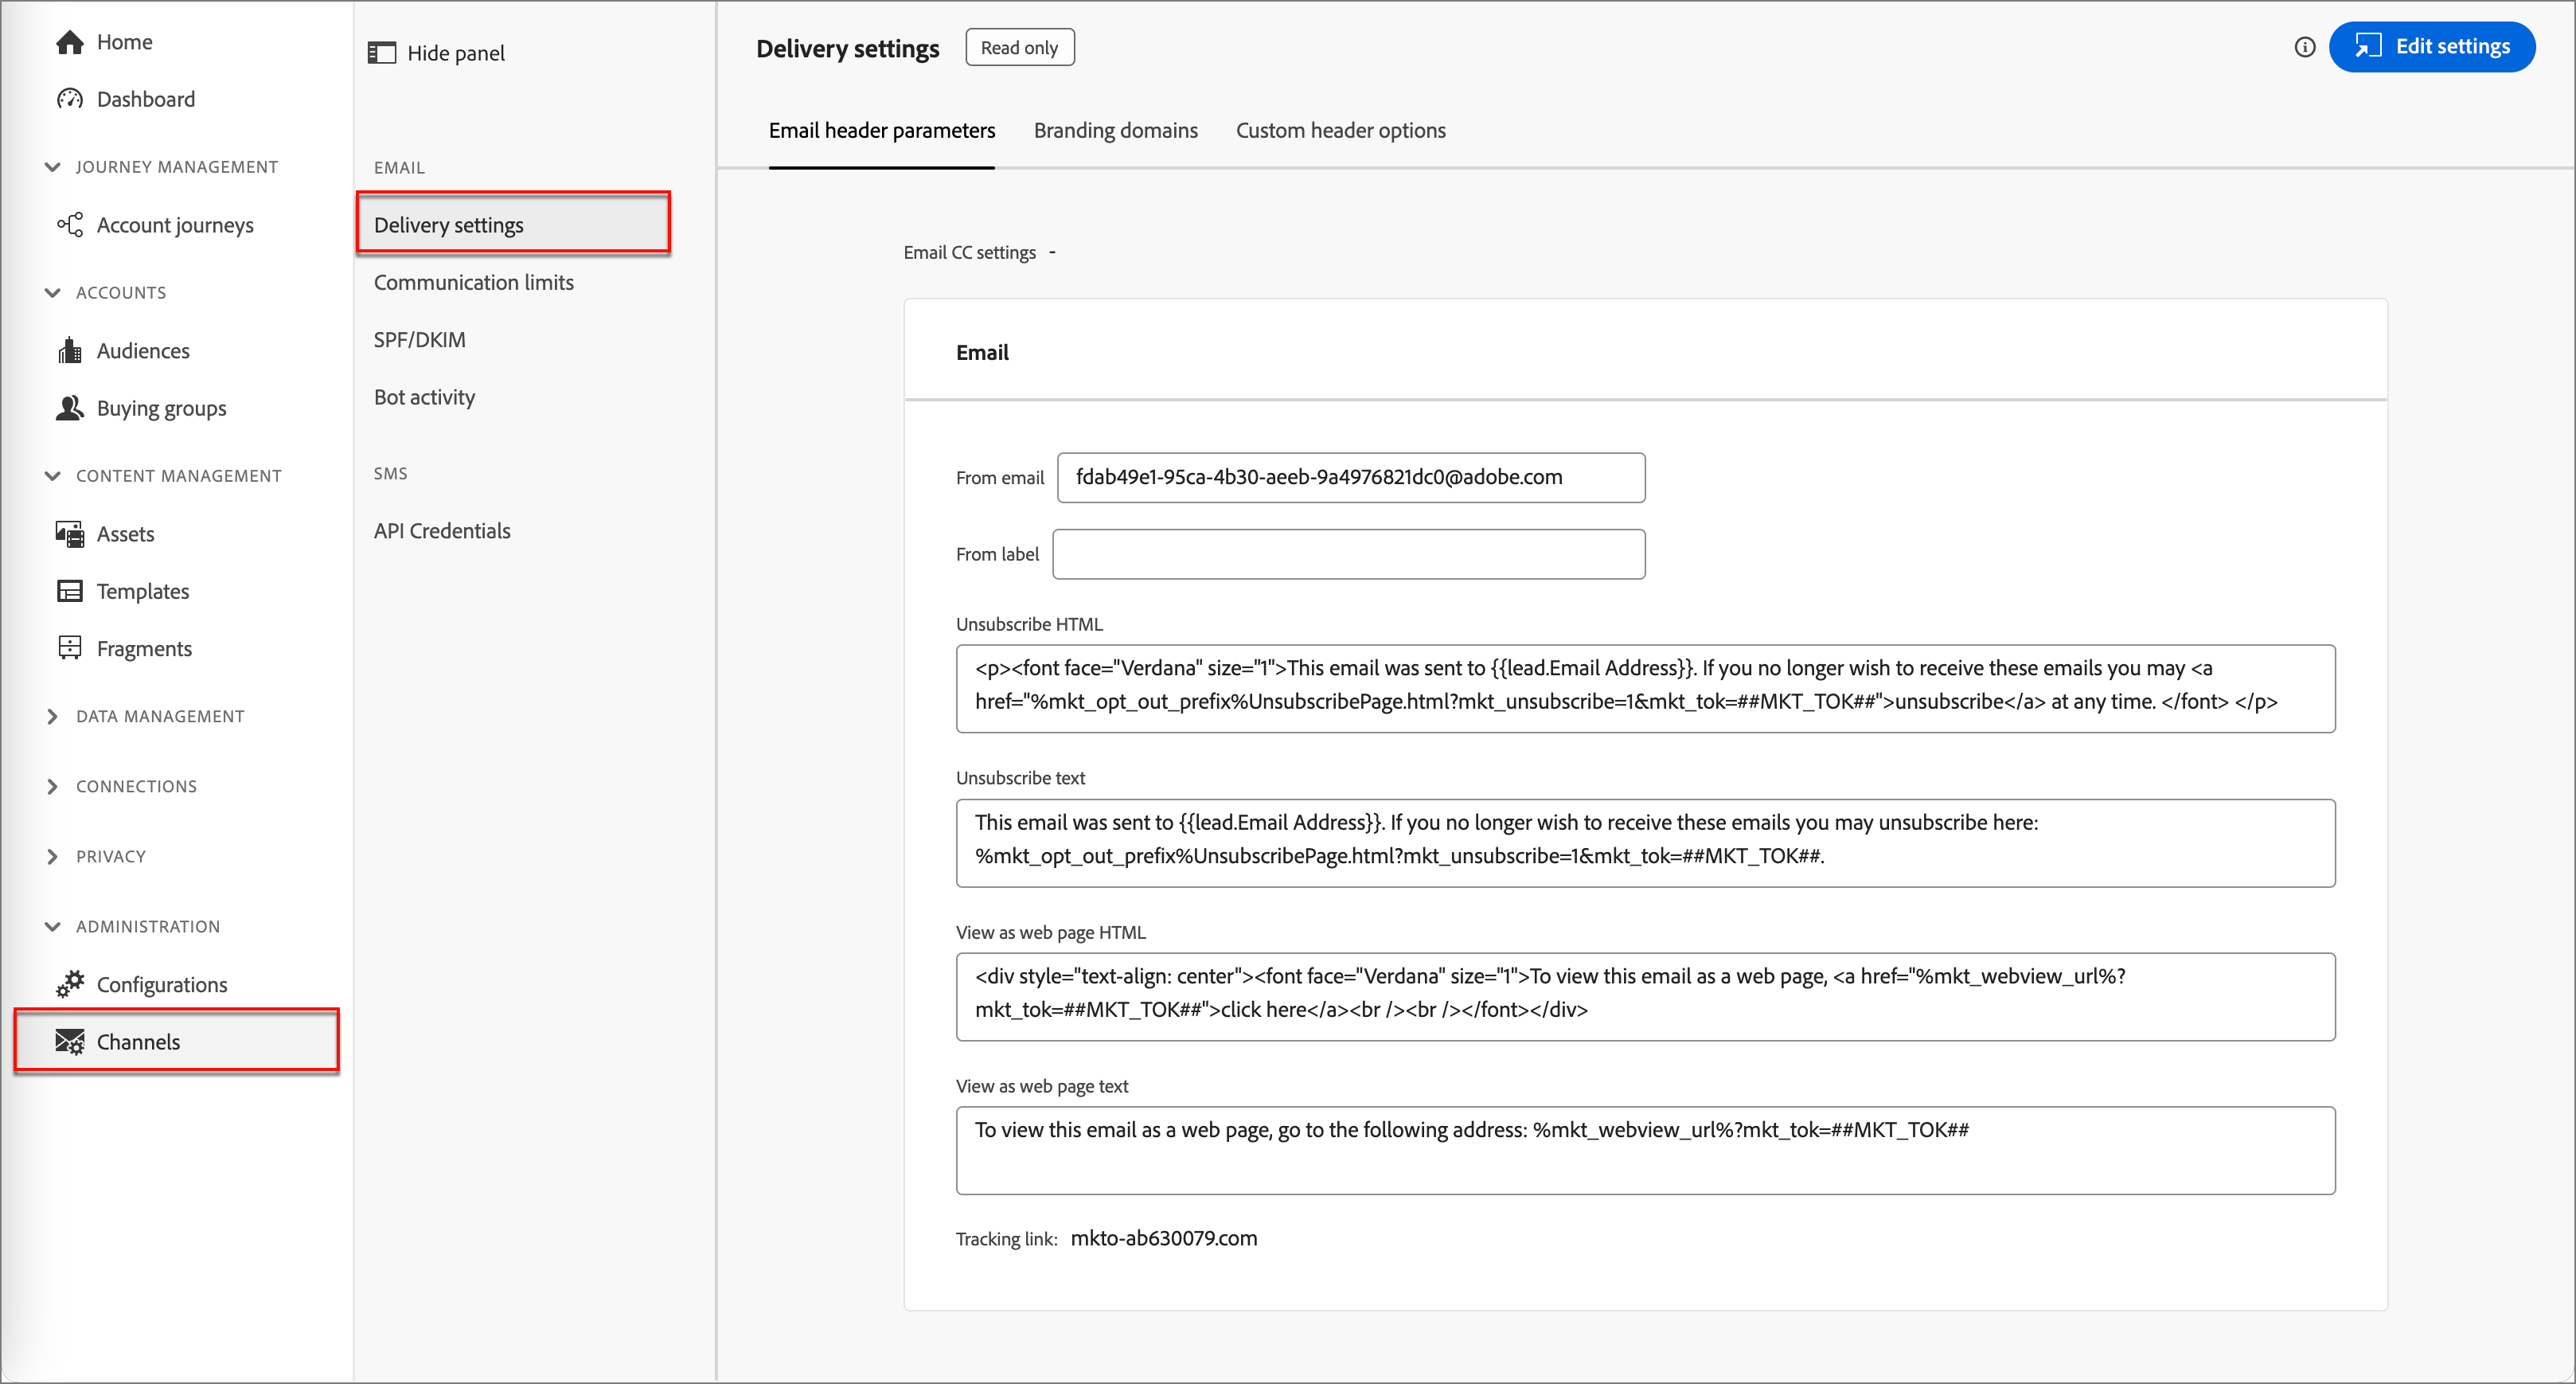 Home
Dashboard
JOURNEY MANAGEMENT
Account journeys
ACCOUNTS
Audiences
Buying groups
CONTENT MANAGEMENT
Assets
Templates
Fragments
DATA MANAGEMENT
CONNECTIONS
PRIVACY
ADMINISTRATION
Configurations
Channels
Hide panel
EMAIL
Delivery settings
Communication limits
SPF/DKIM
Bot activity
SMS
API Credentials
Delivery settings
Read only
Edit settings
Email header parameters
Branding domains
Custom header options
Email CC settings -
Email
From email fdab49e1-95ca-4b30-aeeb-9a4976821dc0@adobe.com
From label
Unsubscribe HTML
<p><font face="Verdana" size="1">This email was sent to {{lead.Email Address}}. If you no longer wish to receive these emails you may <a
href="%mkt_opt_out_prefix%UnsubscribePage.html?mkt_unsubscribe=1&mkt_tok=##MKT_TOK##">unsubscribe</a> at any time. </font> </p>
Unsubscribe text
This email was sent to {{lead.Email Address}}. If you no longer wish to receive these emails you may unsubscribe here:
%mkt_opt_out_prefix%UnsubscribePage.html?mkt_unsubscribe=1&mkt_tok=##MKT_TOK##.
View as web page HTML
<div style="text-align: center"><font face="Verdana" size="1">To view this email as a web page, <a href="%mkt_webview_url%?
mkt_tok=##MKT_TOK##">click here</a><br /><br /></font></div>
View as web page text
To view this email as a web page, go to the following address: %mkt_webview_url%?mkt_tok=##MKT_TOK##
Tracking link: mkto-ab630079.com